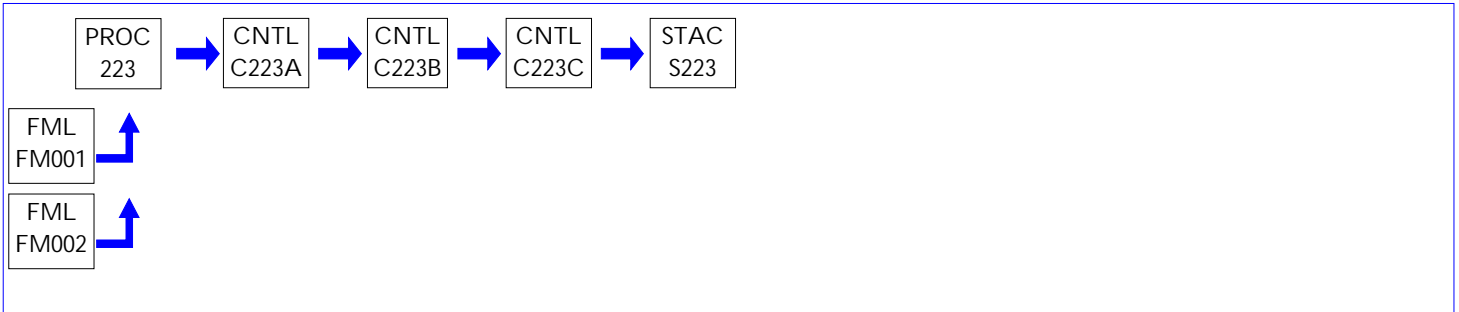 PROC
223
CNTL
C223A
CNTL
C223B
CNTL
C223C
STAC
S223
FML
FM001
FML
FM002